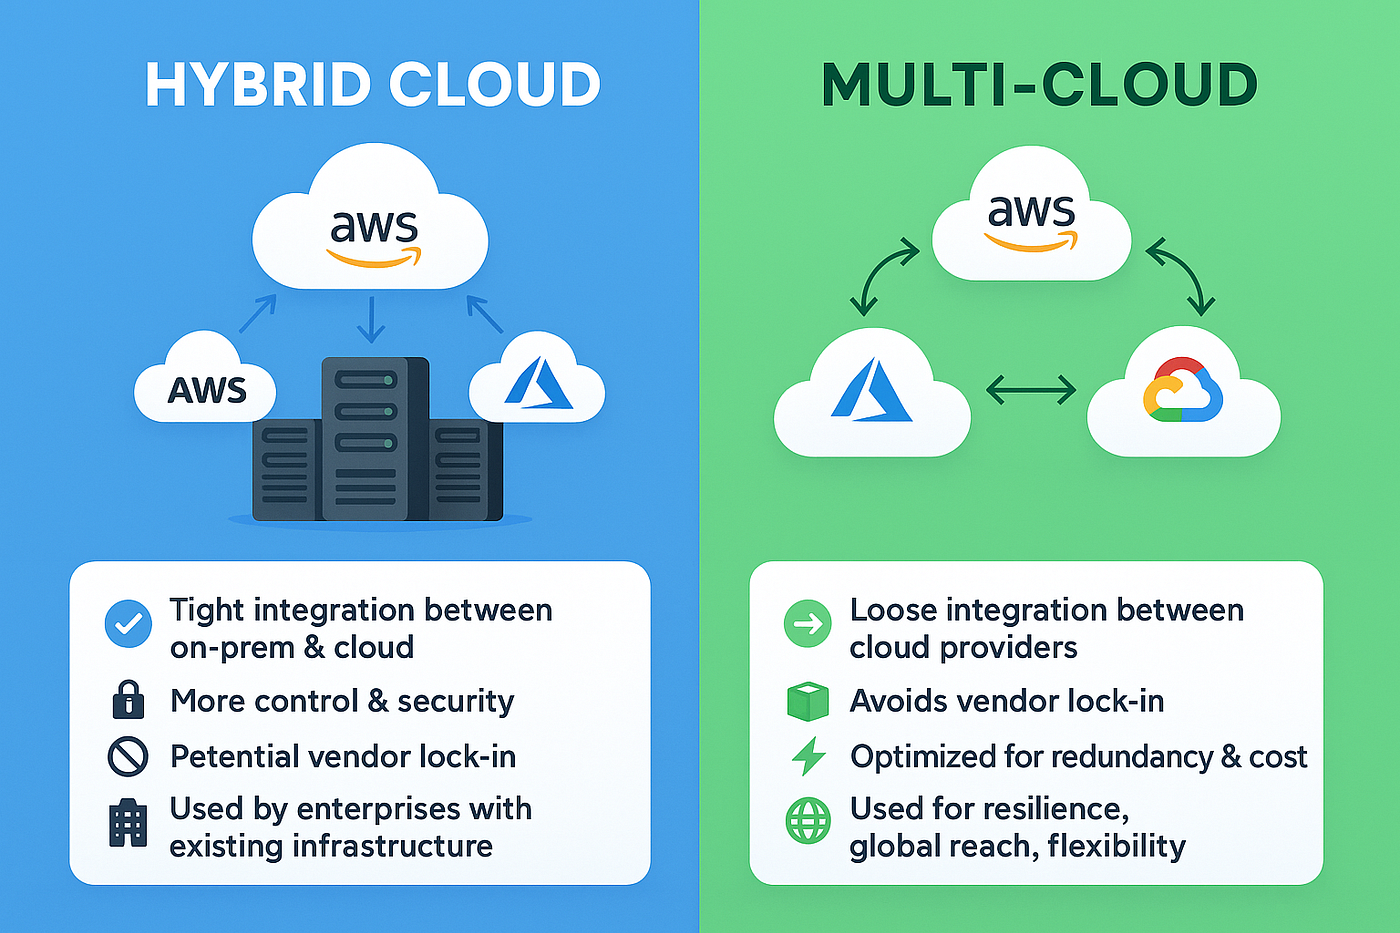 HYBRID CLOUD
aws
AWS
Tight integration between
on-prem & cloud
More control & security
Petential vendor lock-in
Used by enterprises with
existing infrastructure
MULTI-CLOUD
aws
Loose integration between
cloud providers
Avoids vendor lock-in
Optimized for redundancy & cost
Used for resilience,
global reach, flexibility